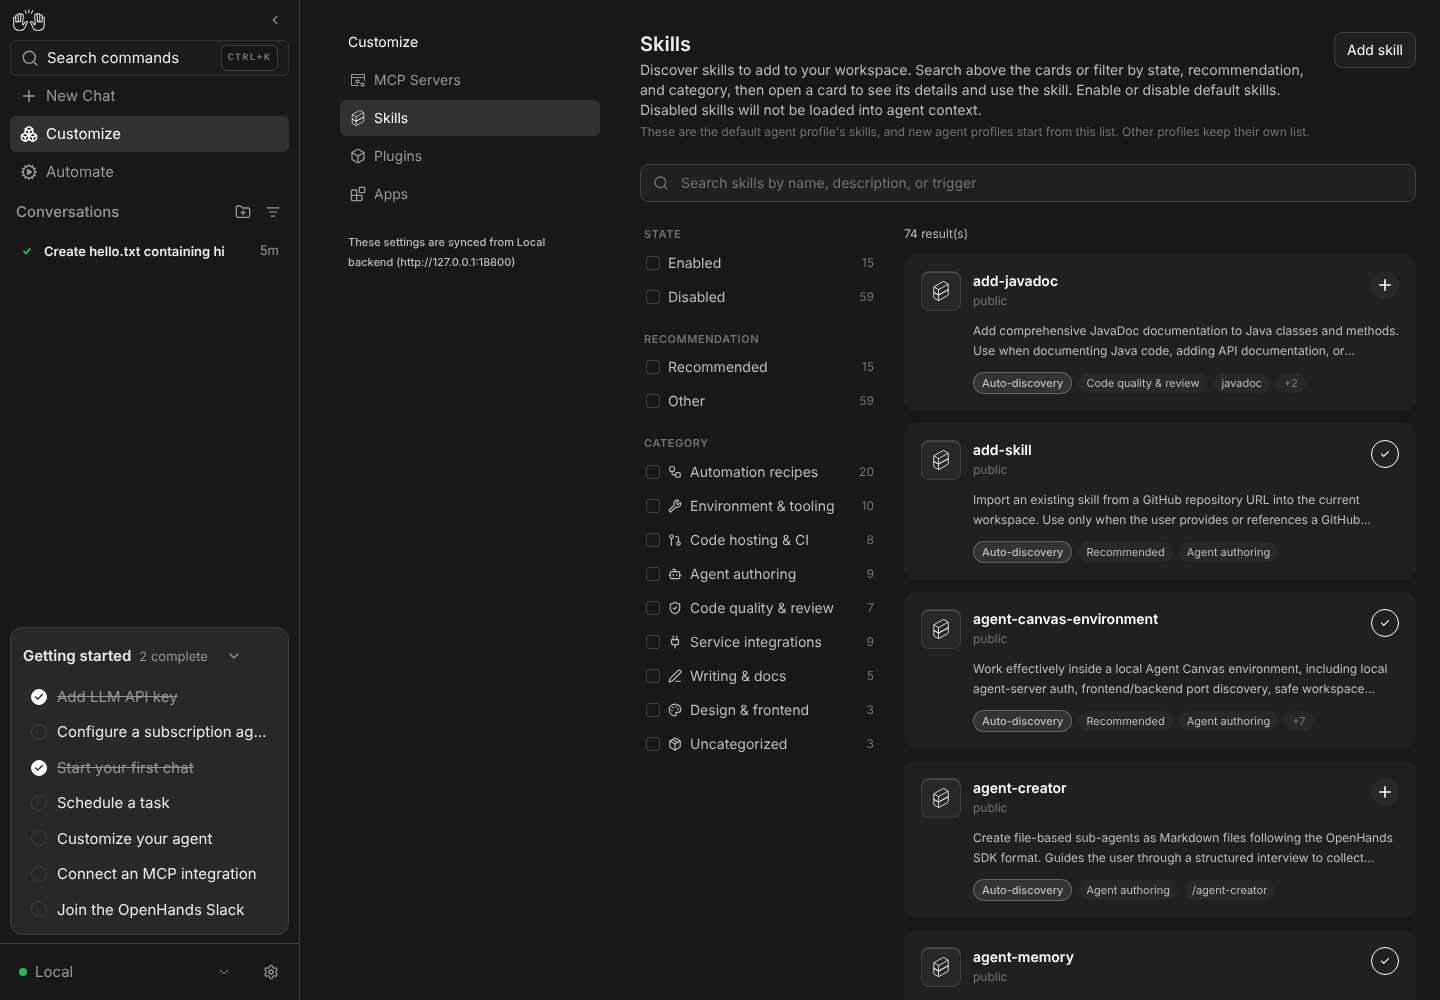 Search commands
CTRL+K
New Chat
Customize
Automate
Conversations
Create hello.txt containing hi
5m
Getting started 2 complete
Add LLM API key
Configure a subscription ag...
Start your first chat
Schedule a task
Customize your agent
Connect an MCP integration
Join the OpenHands Slack
Local
Customize
MCP Servers
Skills
Plugins
Apps
These settings are synced from Local
backend (http://127.0.0.1:18800)
Skills
Add skill
Discover skills to add to your workspace. Search above the cards or filter by state, recommendation,
and category, then open a card to see its details and use the skill. Enable or disable default skills.
Disabled skills will not be loaded into agent context.
These are the default agent profile's skills, and new agent profiles start from this list. Other profiles keep their own list.
Search skills by name, description, or trigger
STATE
Enabled 15
Disabled 59
RECOMMENDATION
Recommended 15
Other 59
CATEGORY
Automation recipes 20
Environment & tooling 10
Code hosting & CI 8
Agent authoring 9
Code quality & review 7
Service integrations 9
Writing & docs 5
Design & frontend 3
Uncategorized 3
74 result(s)
add-javadoc
public
Add comprehensive JavaDoc documentation to Java classes and methods.
Use when documenting Java code, adding API documentation, or...
Auto-discovery Code quality & review javadoc +2
add-skill
public
Import an existing skill from a GitHub repository URL into the current
workspace. Use only when the user provides or references a GitHub...
Auto-discovery Recommended Agent authoring
agent-canvas-environment
public
Work effectively inside a local Agent Canvas environment, including local
agent-server auth, frontend/backend port discovery, safe workspace...
Auto-discovery Recommended Agent authoring +7
agent-creator
public
Create file-based sub-agents as Markdown files following the OpenHands
SDK format. Guides the user through a structured interview to collect...
Auto-discovery Agent authoring /agent-creator
agent-memory
public